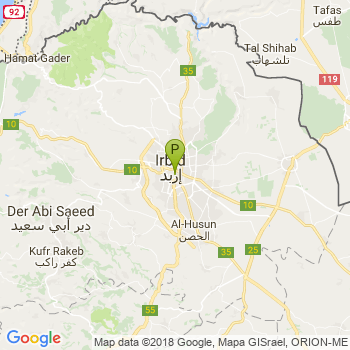 92
Hamat Gader
35
Tafas
طفس
Tal Shihab
تلشهاب
119
10
10
P
Irbid
إربد
10
Der Abi Saeed
دير أبي سعيد
Al-Husun
الحصن
Kufr Rakeb
كفر راكب
35
25
25
55
Google
Map data ©2018 Google, Mapa GISrael, ORION-ME